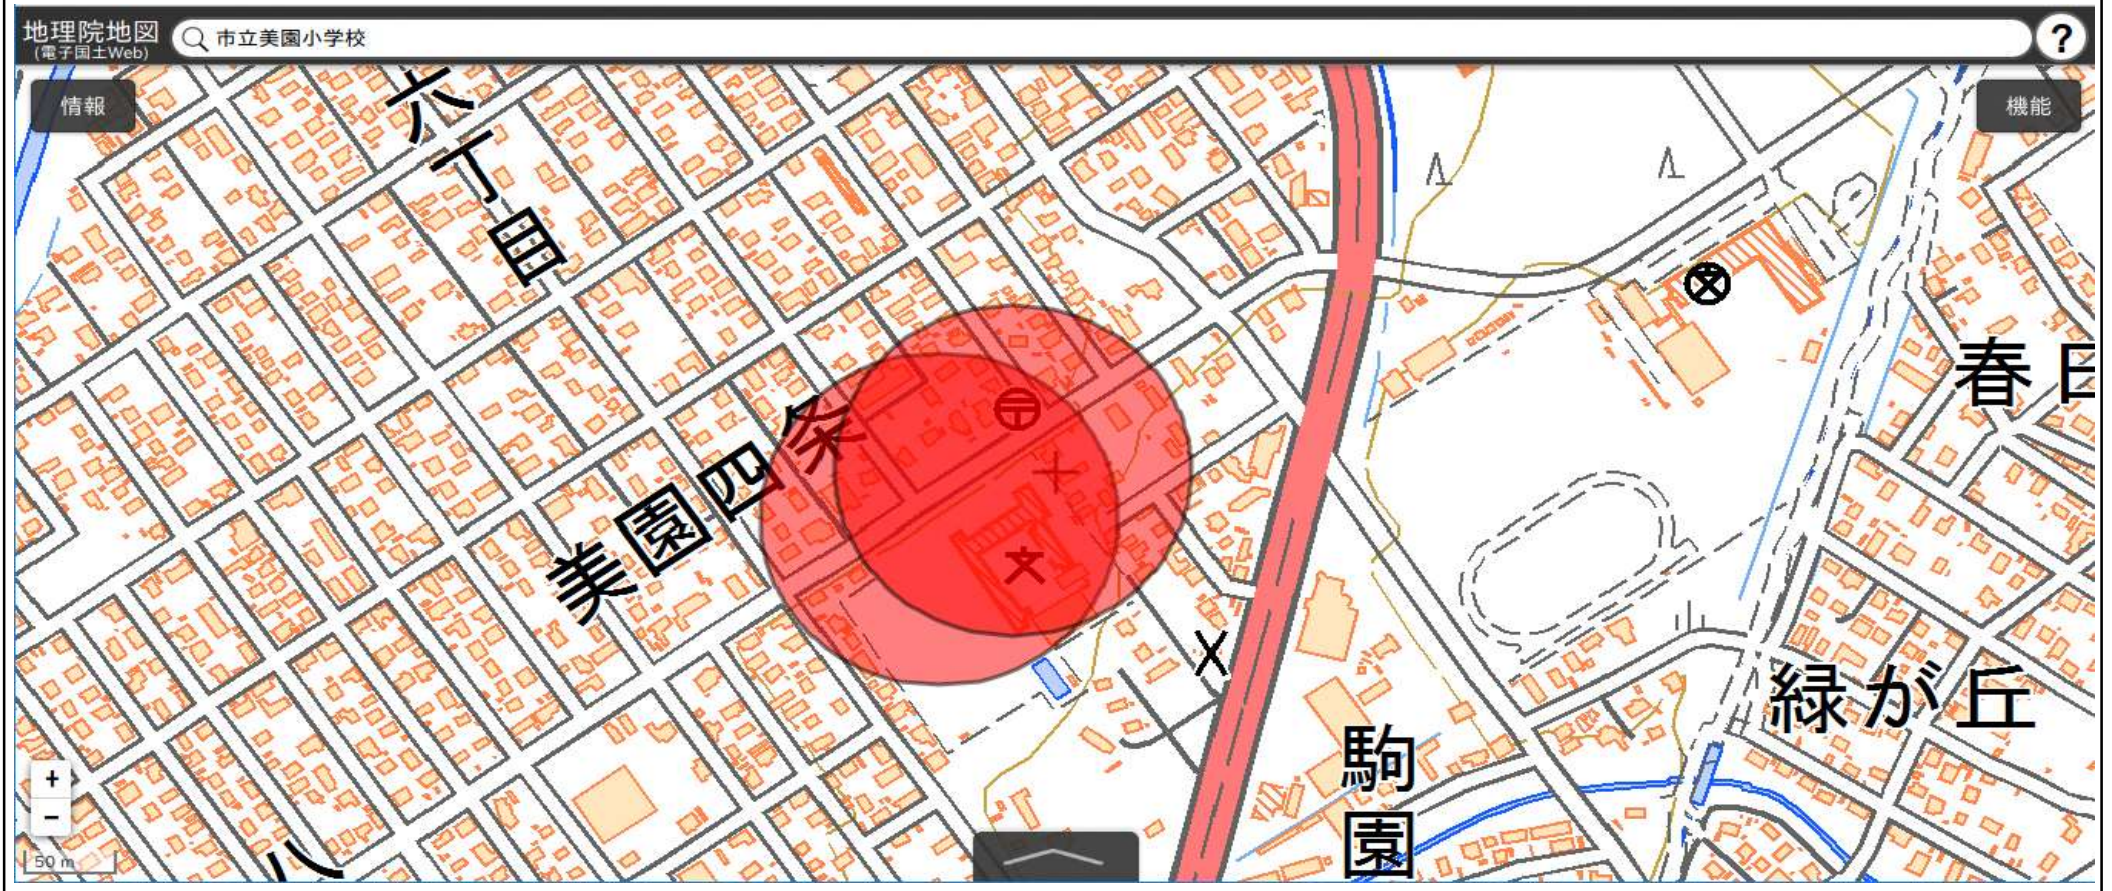 地理院地図
(電子国土Web)
市立美園小学校
?
情報
機能
六丁目
美園四条
春日
緑が丘
駒園
八
+
−
50 m